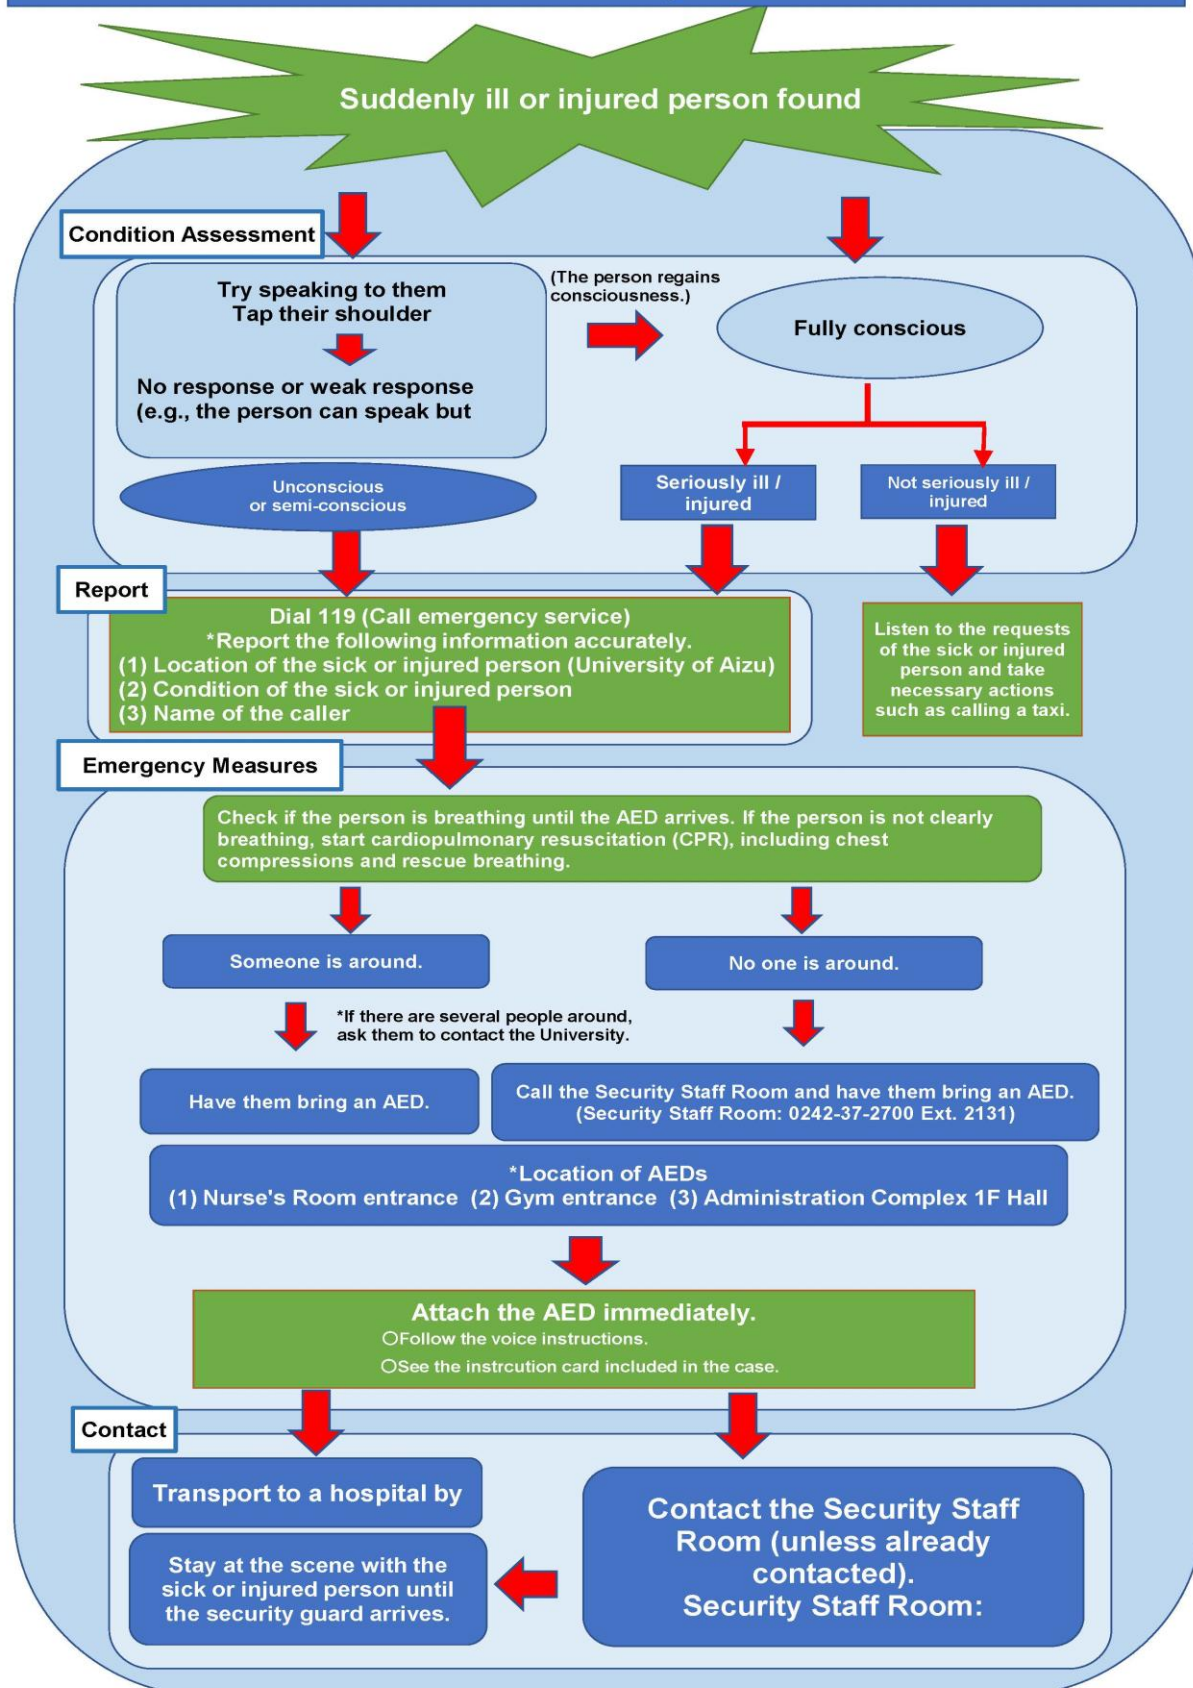 Suddenly ill or injured person found
Condition Assessment
Try speaking to them
Tap their shoulder
No response or weak response
(e.g., the person can speak but
Unconscious
or semi-conscious
(The person regains
consciousness.)
Fully conscious
Seriously ill /
injured
Not seriously ill /
injured
Report
Dial 119 (Call emergency service)
*Report the following information accurately.
(1) Location of the sick or injured person (University of Aizu)
(2) Condition of the sick or injured person
(3) Name of the caller
Listen to the requests
of the sick or injured
person and take
necessary actions
such as calling a taxi.
Emergency Measures
Check if the person is breathing until the AED arrives. If the person is not clearly
breathing, start cardiopulmonary resuscitation (CPR), including chest
compressions and rescue breathing.
Someone is around.
No one is around.
*If there are several people around,
ask them to contact the University.
Have them bring an AED.
Call the Security Staff Room and have them bring an AED.
(Security Staff Room: 0242-37-2700 Ext. 2131)
*Location of AEDs
(1) Nurse's Room entrance (2) Gym entrance (3) Administration Complex 1F Hall
Attach the AED immediately.
○Follow the voice instructions.
○See the instrcution card included in the case.
Contact
Transport to a hospital by
Stay at the scene with the
sick or injured person until
the security guard arrives.
Contact the Security Staff
Room (unless already
contacted).
Security Staff Room: